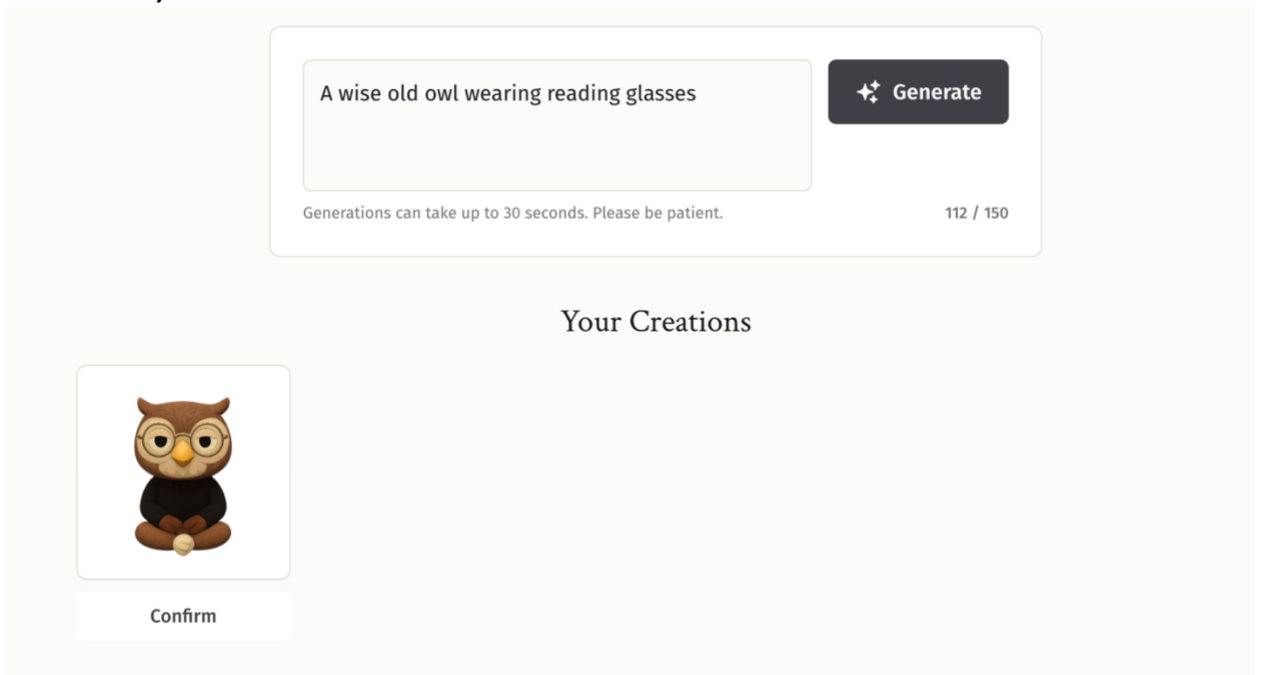 A wise old owl wearing reading glasses
Generate
Generations can take up to 30 seconds. Please be patient.
112 / 150
Your Creations
Confirm